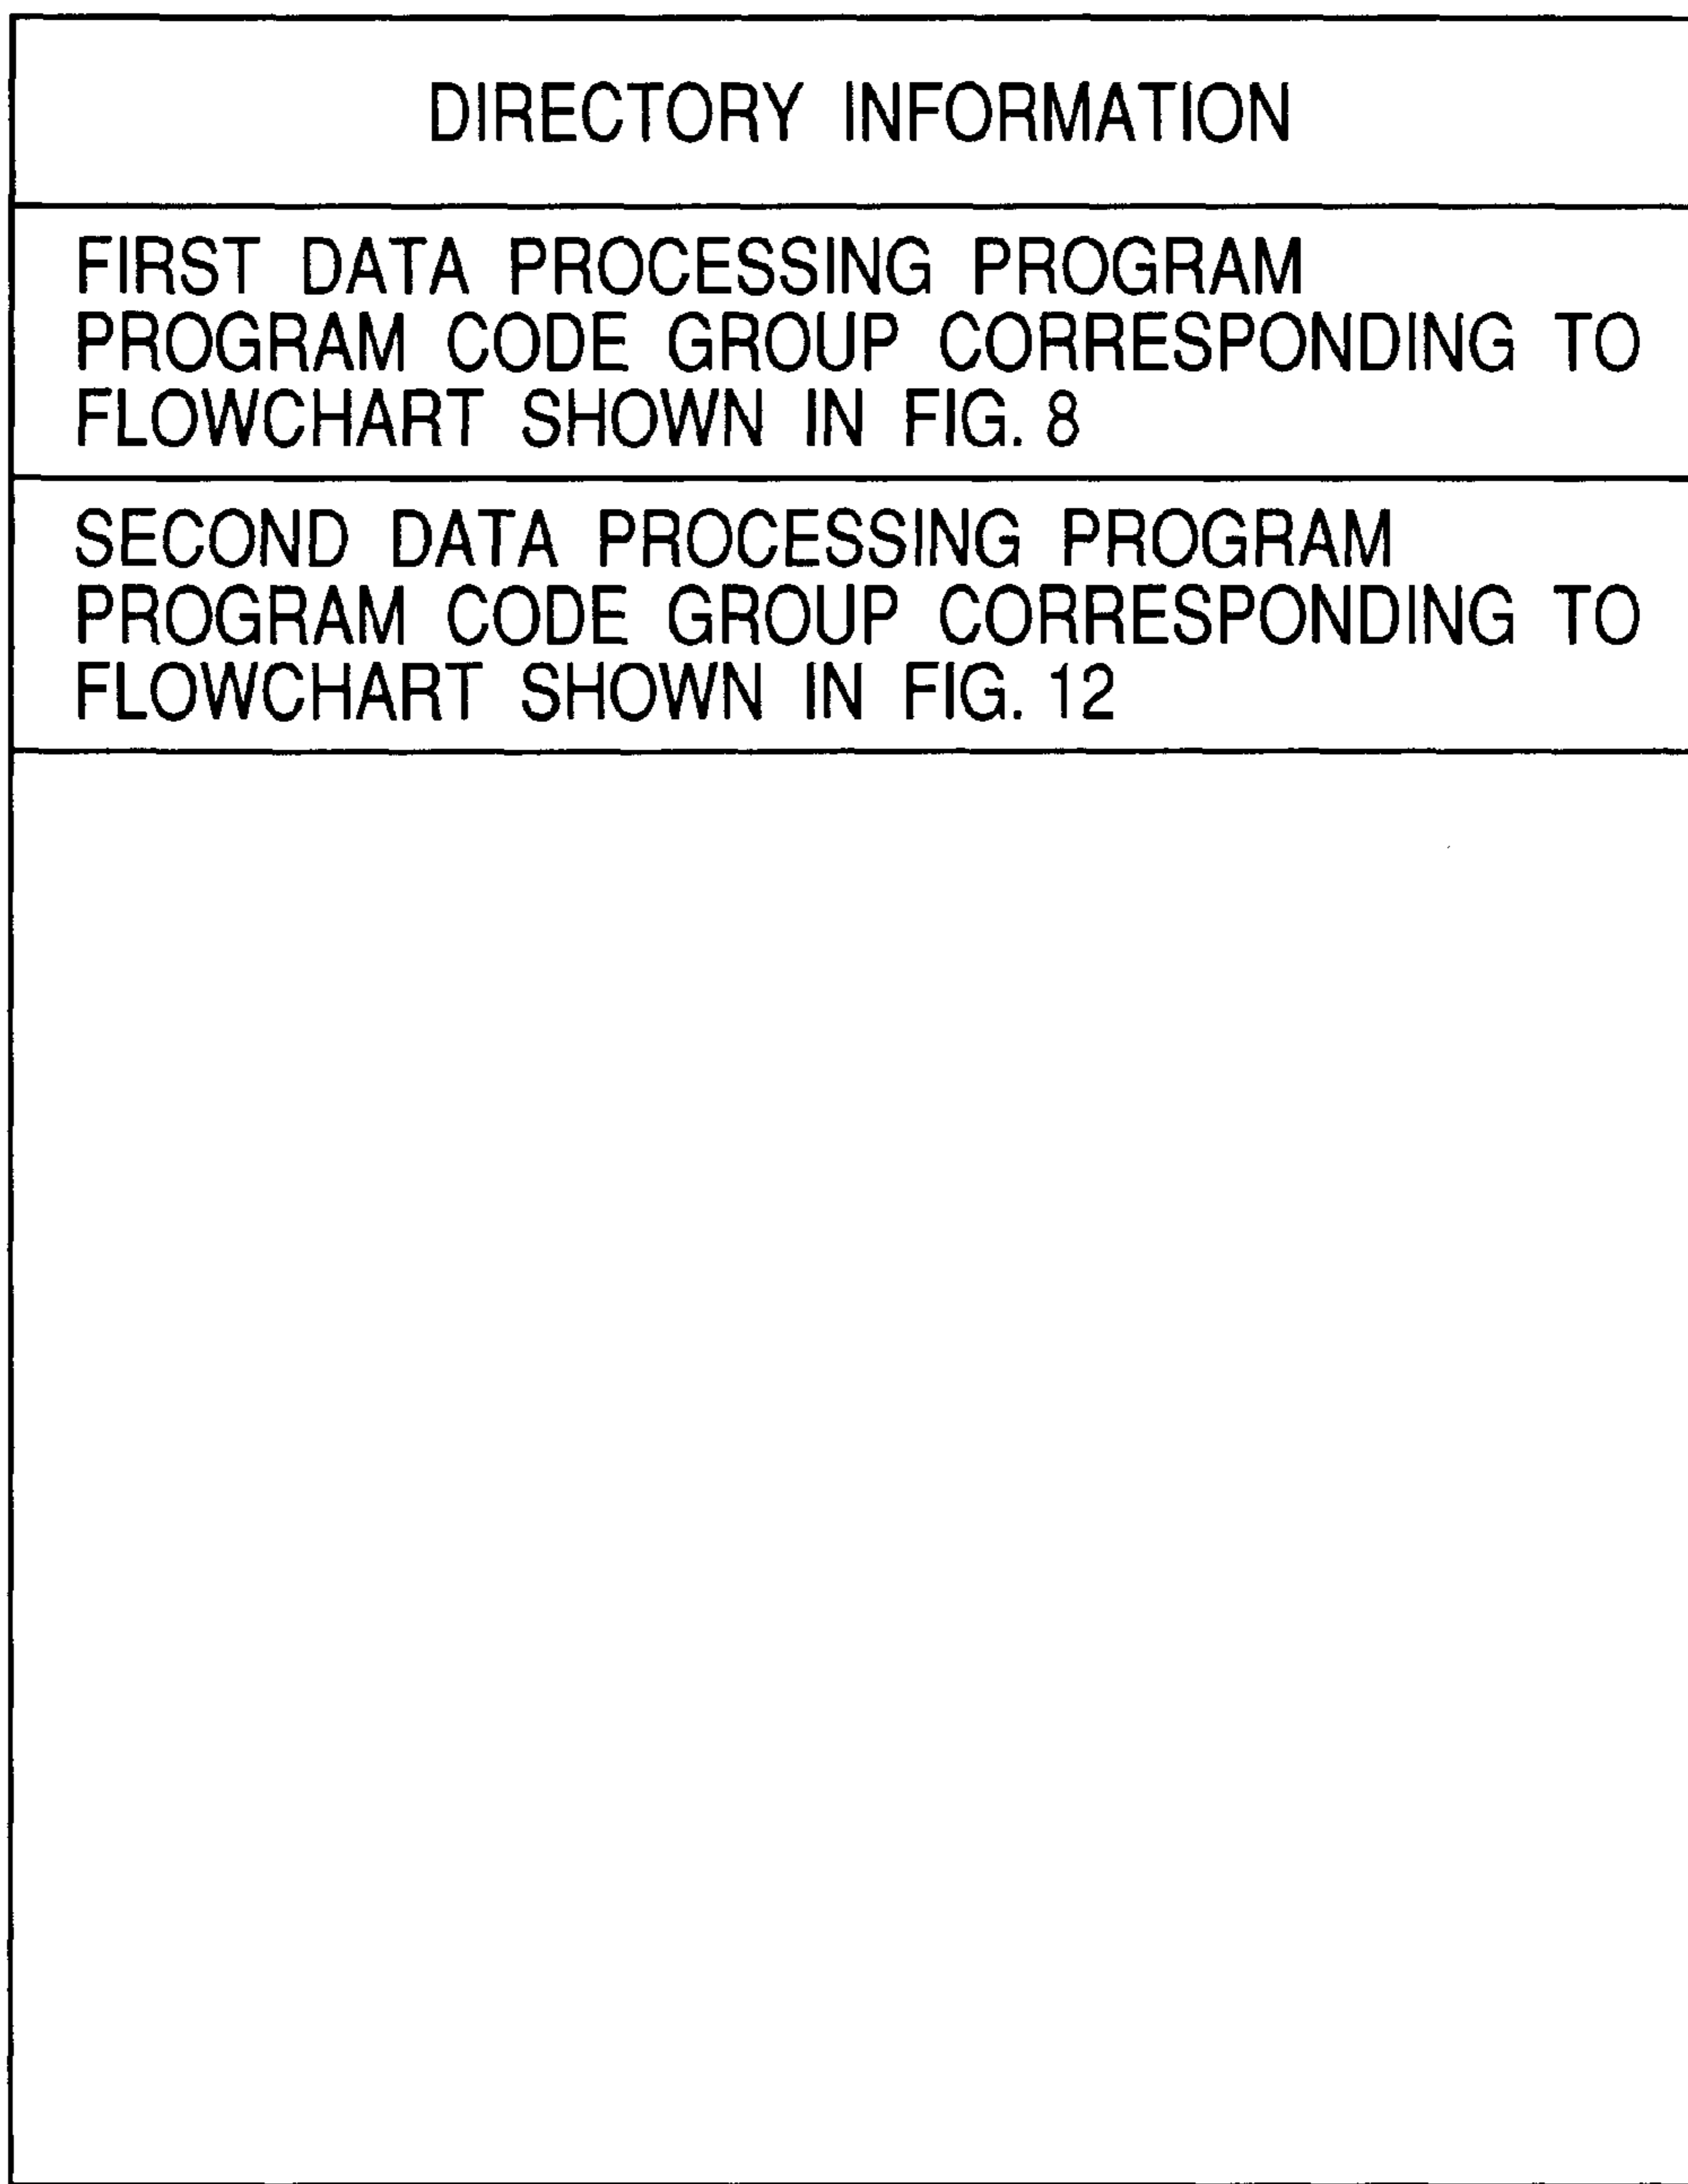 DIRECTORY INFORMATION
FIRST DATA PROCESSING PROGRAM
PROGRAM CODE GROUP CORRESPONDING TO
FLOWCHART SHOWN IN FIG. 8
SECOND DATA PROCESSING PROGRAM
PROGRAM CODE GROUP CORRESPONDING TO
FLOWCHART SHOWN IN FIG. 12